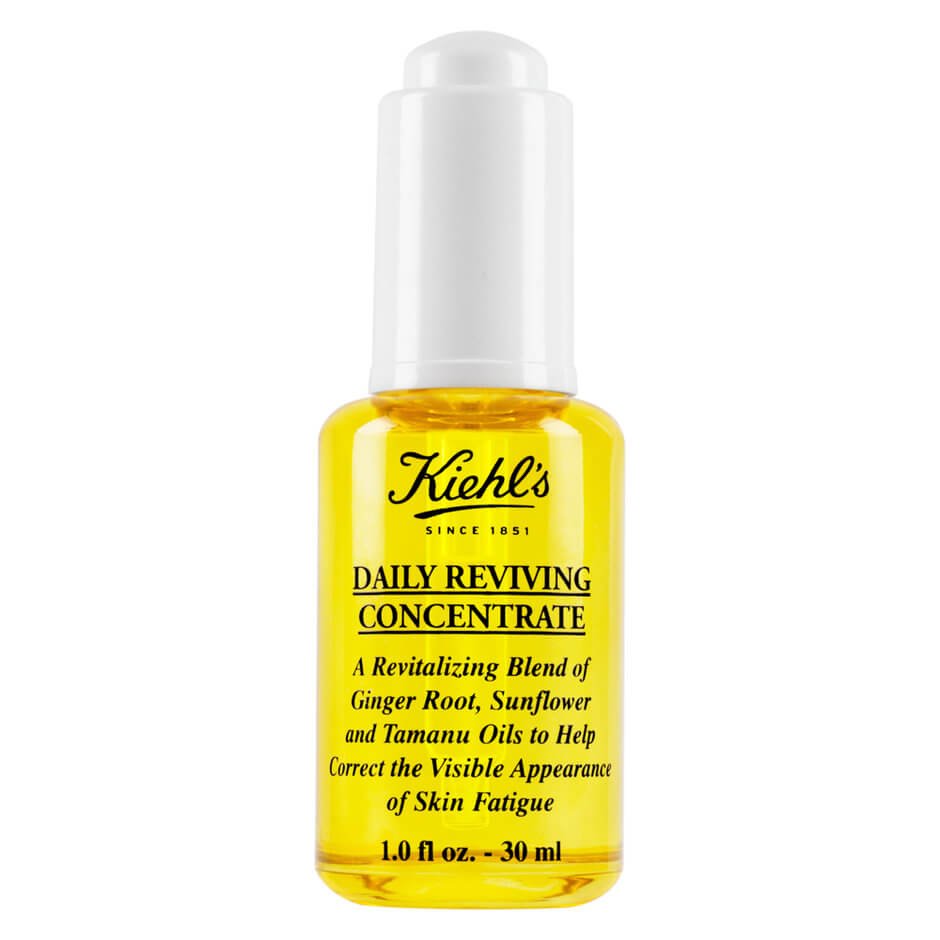 Kiehl's
SINCE 1851
DAILY REVIVING
CONCENTRATE
A Revitalizing Blend of
Ginger Root, Sunflower
and Tamanu Oils to Help
Correct the Visible Appearance
of Skin Fatigue
1.0 fl oz. - 30 ml